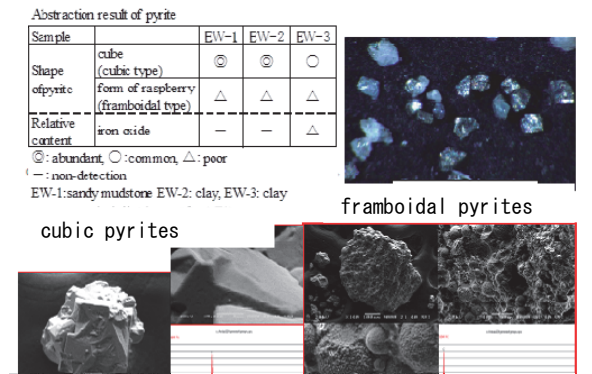 Abstraction result of pyrite
Sample EW-1 EW-2 EW-3
Shape ofpyrite cube (cubic type) ◎ ◎ ○
form of raspberry (framboidal type) △ △ △
Relative content iron oxide − − △
◎: abundant, ○:common, △: poor
−: non-detection
EW-1:sandy mudstone EW-2: clay, EW-3: clay
framboidal pyrites
cubic pyrites